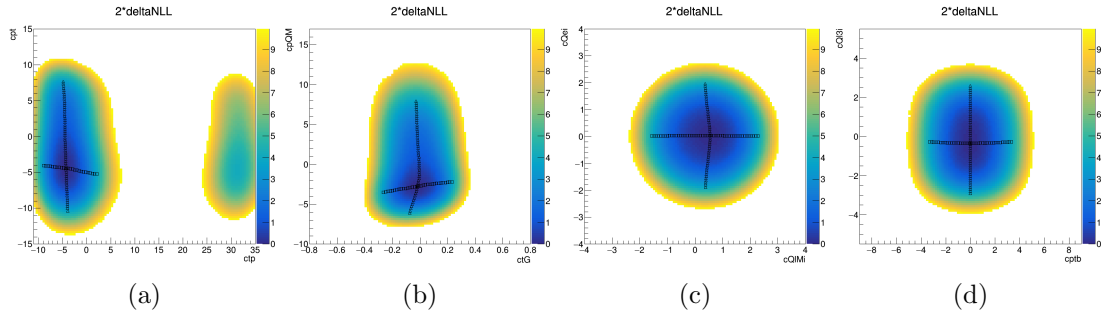 2*deltaNLL
cpt
15
10
5
0
−5
−10
−15
−10 −5 0 5 10 15 20 25 30 35
ctp
0 1 2 3 4 5 6 7 8 9
(a)
2*deltaNLL
cpQM
15
10
5
0
−5
−10
−0.8 −0.6 −0.4 −0.2 0 0.2 0.4 0.6 0.8
ctG
0 1 2 3 4 5 6 7 8 9
(b)
2*deltaNLL
cQei
4
3
2
1
0
−1
−2
−3
−4
−4 −3 −2 −1 0 1 2 3 4
cQlMi
0 1 2 3 4 5 6 7 8 9
(c)
2*deltaNLL
cQl3i
4
2
0
−2
−4
−8 −6 −4 −2 0 2 4 6 8
cptb
0 1 2 3 4 5 6 7 8 9
(d)